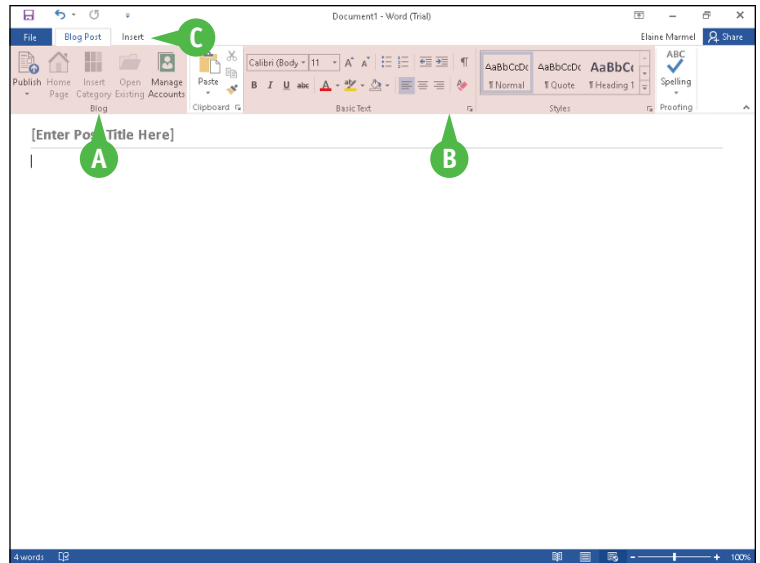 Document1 - Word (Trial)
File Blog Post Insert C Elaine Marmel Share
Calibri (Body 11 A A ¶ AaBbCcDc AaBbCcDc AaBbCc ABC
Publish Home Insert Open Manage Paste B I U abc A ¶ Normal ¶ Quote ¶ Heading 1 Spelling
Page Category Existing Accounts
Blog Clipboard Basic Text Styles Proofing
[Enter Post Title Here]
A B
4 words 100%